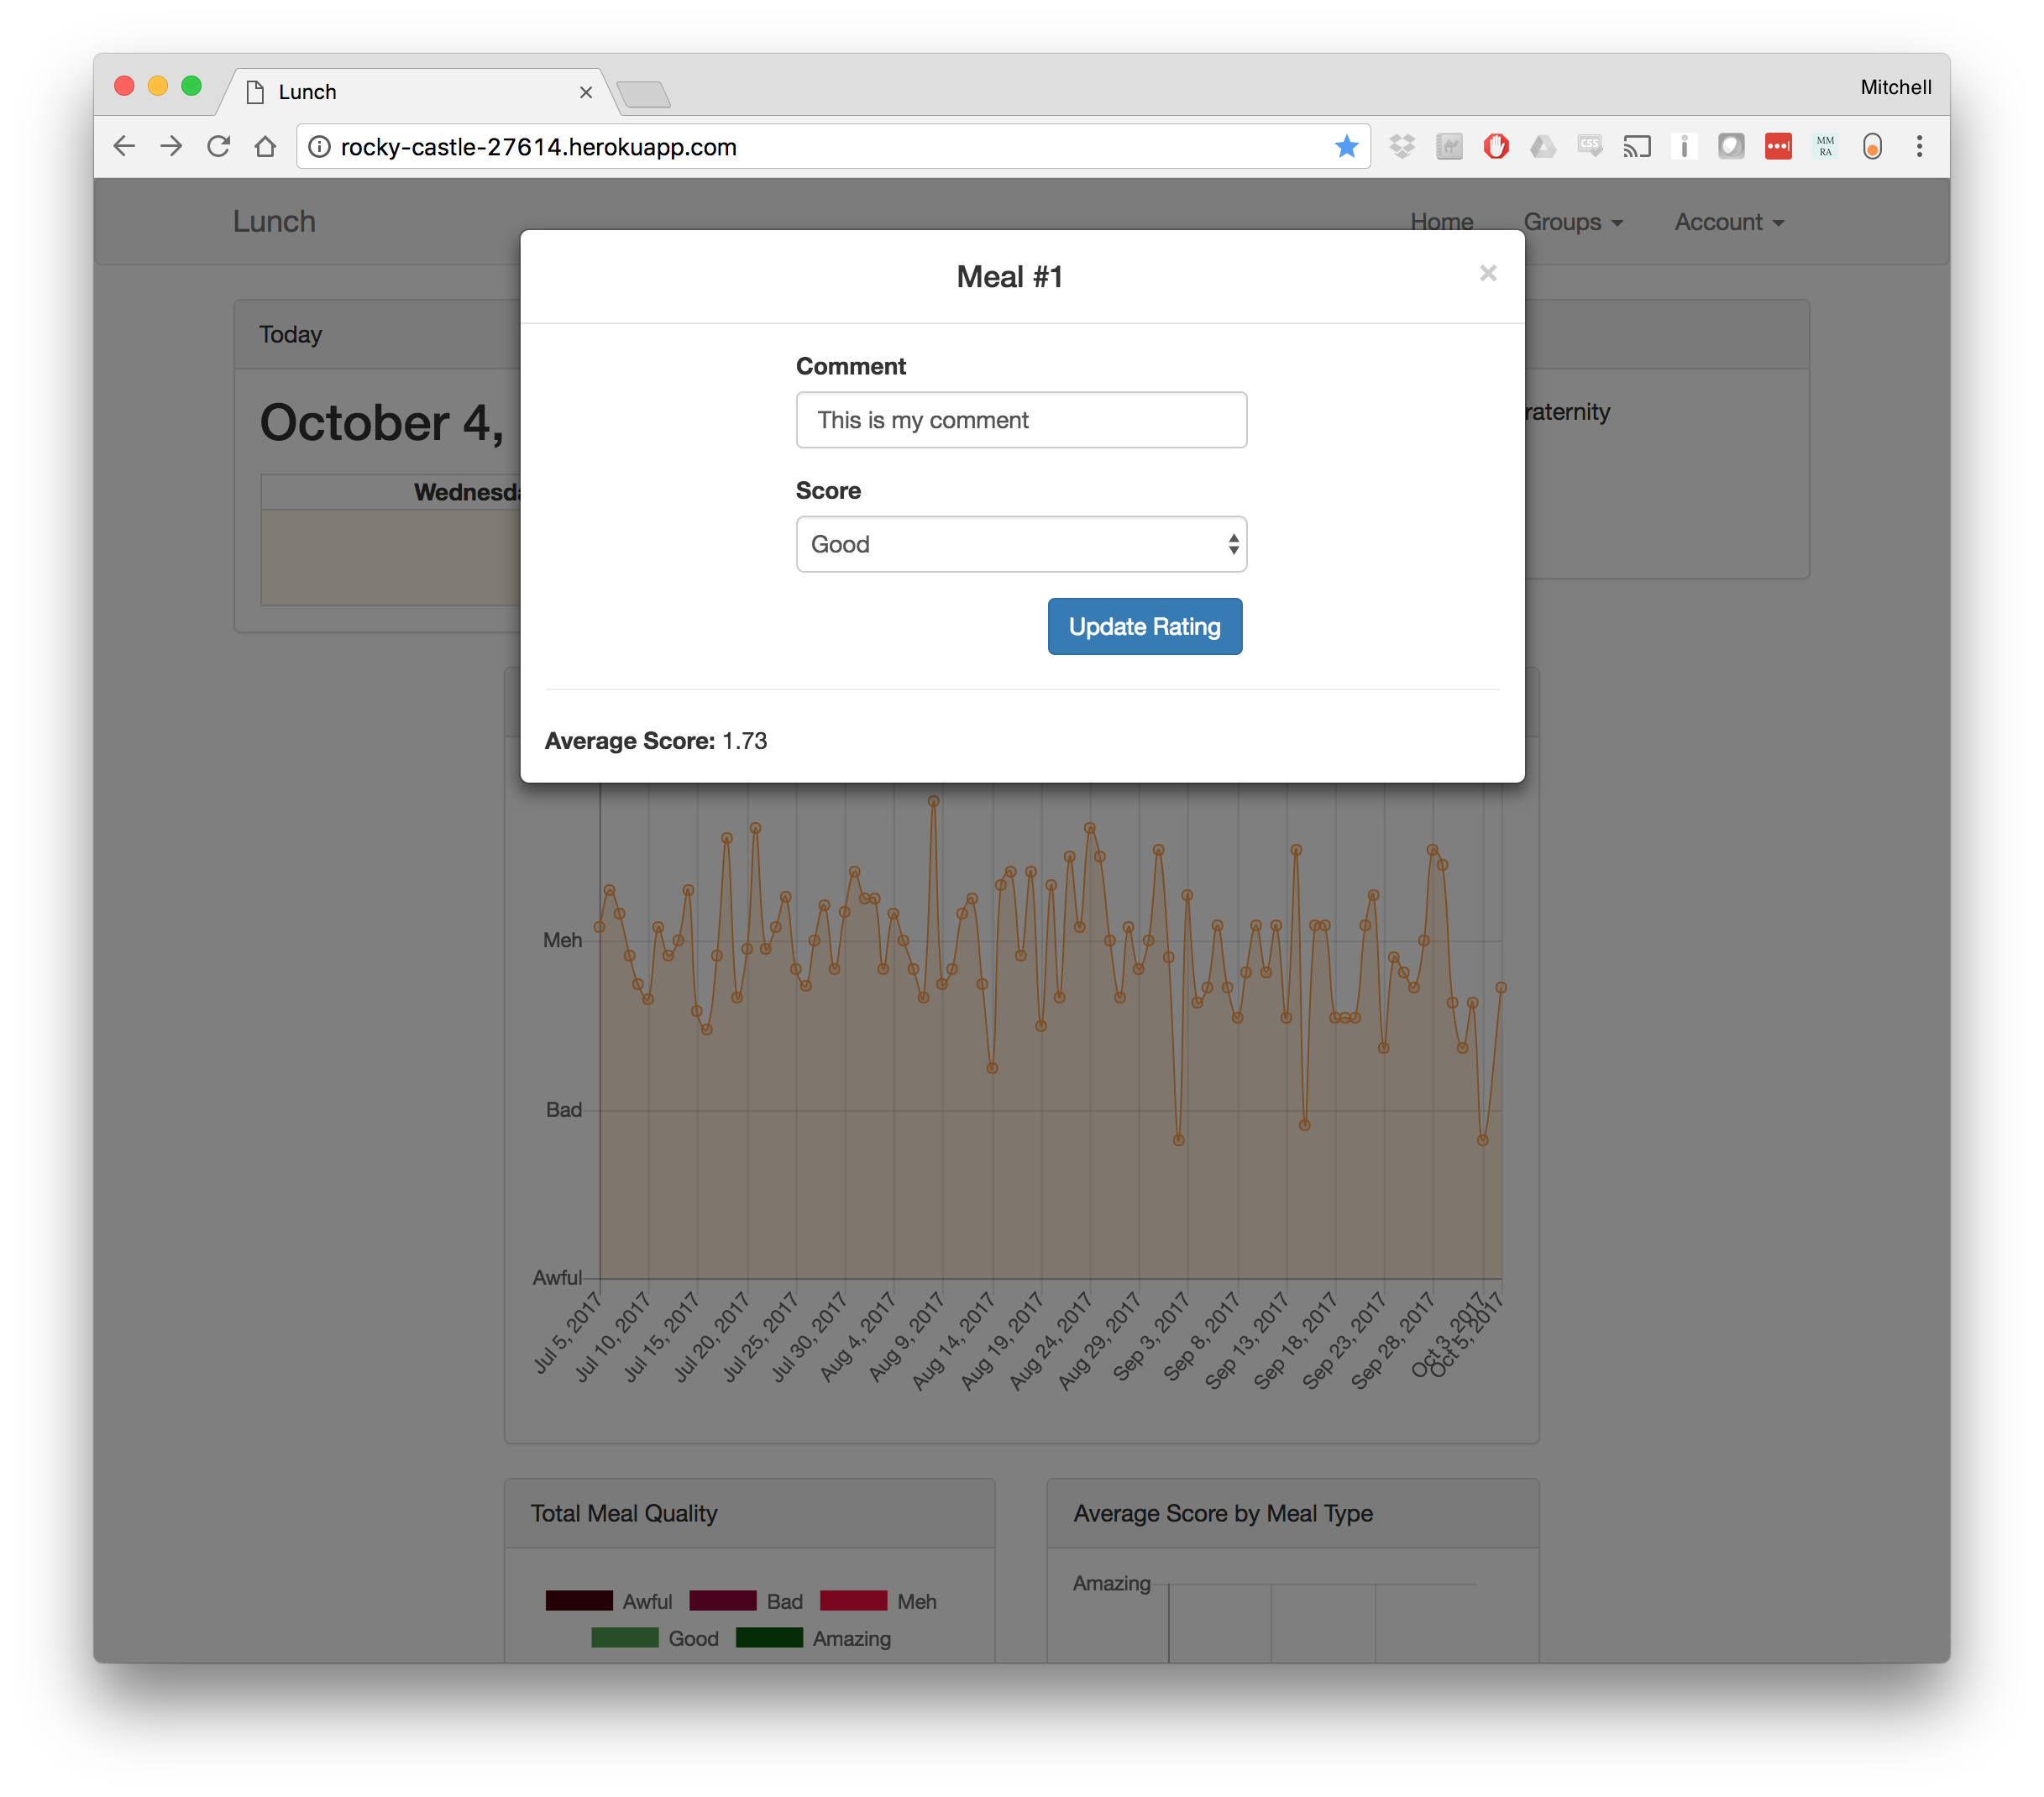 Lunch
Mitchell
rocky-castle-27614.herokuapp.com
CSS
MM
RA
Lunch
Home
Groups
Account
Meal #1
Today
Comment
October 4,
This is my comment
raternity
Wednesda
Score
Good
Update Rating
Average Score: 1.73
Meh
Bad
Awful
Jul 5, 2017
Jul 10, 2017
Jul 15, 2017
Jul 20, 2017
Jul 25, 2017
Jul 30, 2017
Aug 4, 2017
Aug 9, 2017
Aug 14, 2017
Aug 19, 2017
Aug 24, 2017
Aug 29, 2017
Sep 3, 2017
Sep 8, 2017
Sep 13, 2017
Sep 18, 2017
Sep 23, 2017
Sep 28, 2017
Oct 3, 2017
Oct 5, 2017
Total Meal Quality
Awful Bad Meh
Good Amazing
Average Score by Meal Type
Amazing